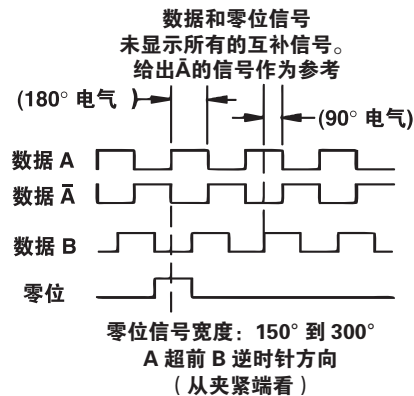 数据和零位信号
未显示所有的互补信号。
给出Ā的信号作为参考
(180° 电气 )
(90° 电气)
数据 A
数据 Ā
数据 B
零位
零位信号宽度：150° 到 300°
A 超前 B 逆时针方向
（从夹紧端看）